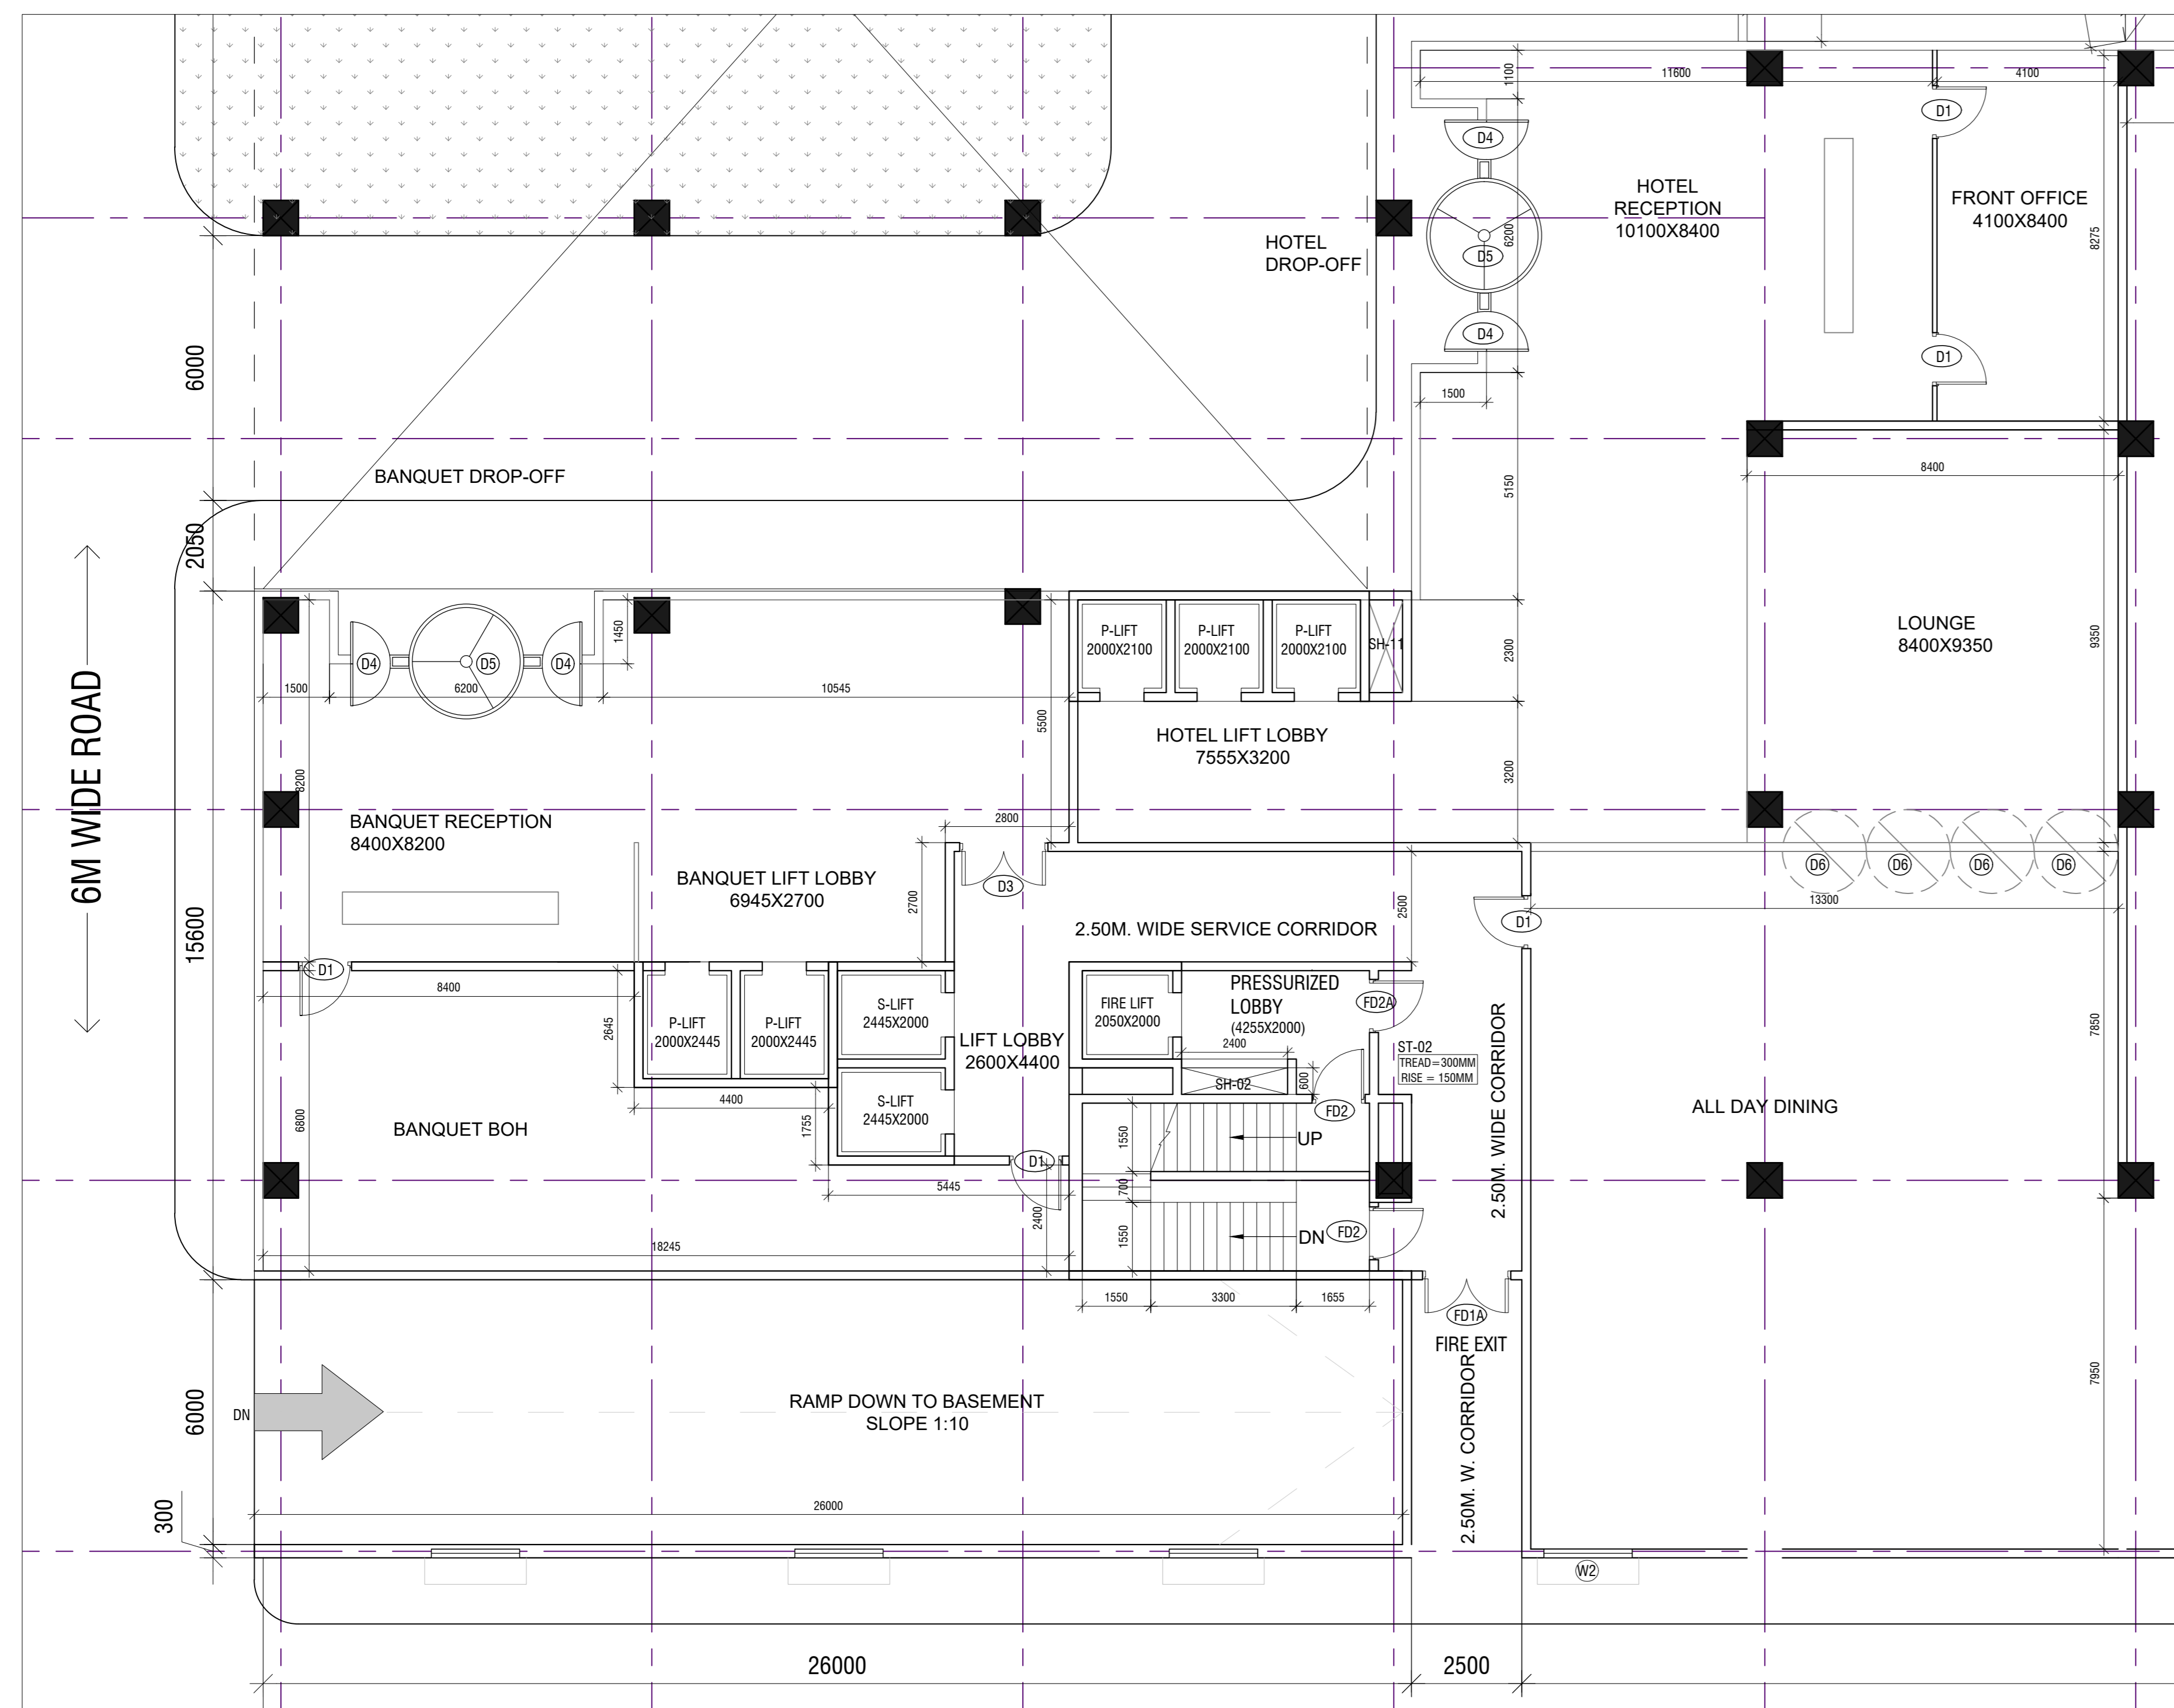 11600
4100
1100
D1
D4
HOTEL
RECEPTION
10100X8400
FRONT OFFICE
4100X8400
6200
8275
HOTEL
DROP-OFF
D5
D4
D1
6000
1500
BANQUET DROP-OFF
8400
5150
2050
6M WIDE ROAD
P-LIFT
2000X2100
P-LIFT
2000X2100
P-LIFT
2000X2100
SH-11
LOUNGE
8400X9350
9350
2300
1450
D4
D5
D4
1500
6200
10545
5500
HOTEL LIFT LOBBY
7555X3200
3200
8200
BANQUET RECEPTION
8400X8200
2800
D6
D6
D6
D6
BANQUET LIFT LOBBY
6945X2700
D3
2700
13300
2500
D1
2.50M. WIDE SERVICE CORRIDOR
15600
D1
8400
2645
P-LIFT
2000X2445
P-LIFT
2000X2445
S-LIFT
2445X2000
LIFT LOBBY
2600X4400
FIRE LIFT
2050X2000
PRESSURIZED
LOBBY
(4255X2000)
2400
FD2A
ST-02
TREAD=300MM
RISE = 150MM
2.50M. WIDE CORRIDOR
7850
SH-02
600
FD2
S-LIFT
2445X2000
4400
1755
6800
BANQUET BOH
1550
UP
ALL DAY DINING
D1
5445
700
2400
1550
DN
FD2
18245
1550
3300
1655
FD1A
FIRE EXIT
2.50M. W. CORRIDOR
7950
6000
DN
RAMP DOWN TO BASEMENT
SLOPE 1:10
26000
300
W2
26000
2500